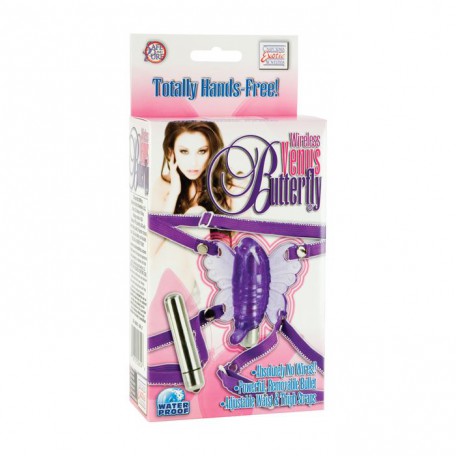 Totally Hands-Free!
Wireless
Venus
Butterfly
•Absolutely No Wires!•
•Powerful, Removable Bullet
•Adjustable Waist & Thigh Straps
WATER
PROOF